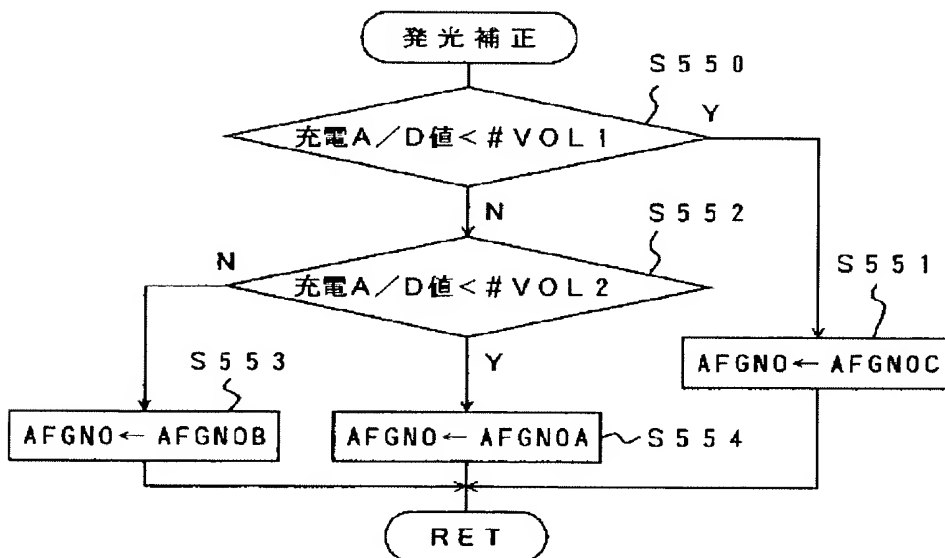 発光補正
S550
充電A／D値＜＃VOL1
Y
N
S552
充電A／D値＜＃VOL2
N
Y
S551
AFGNO← AFGNOC
S553
AFGNO← AFGNOB
AFGNO← AFGNOA
S554
RET